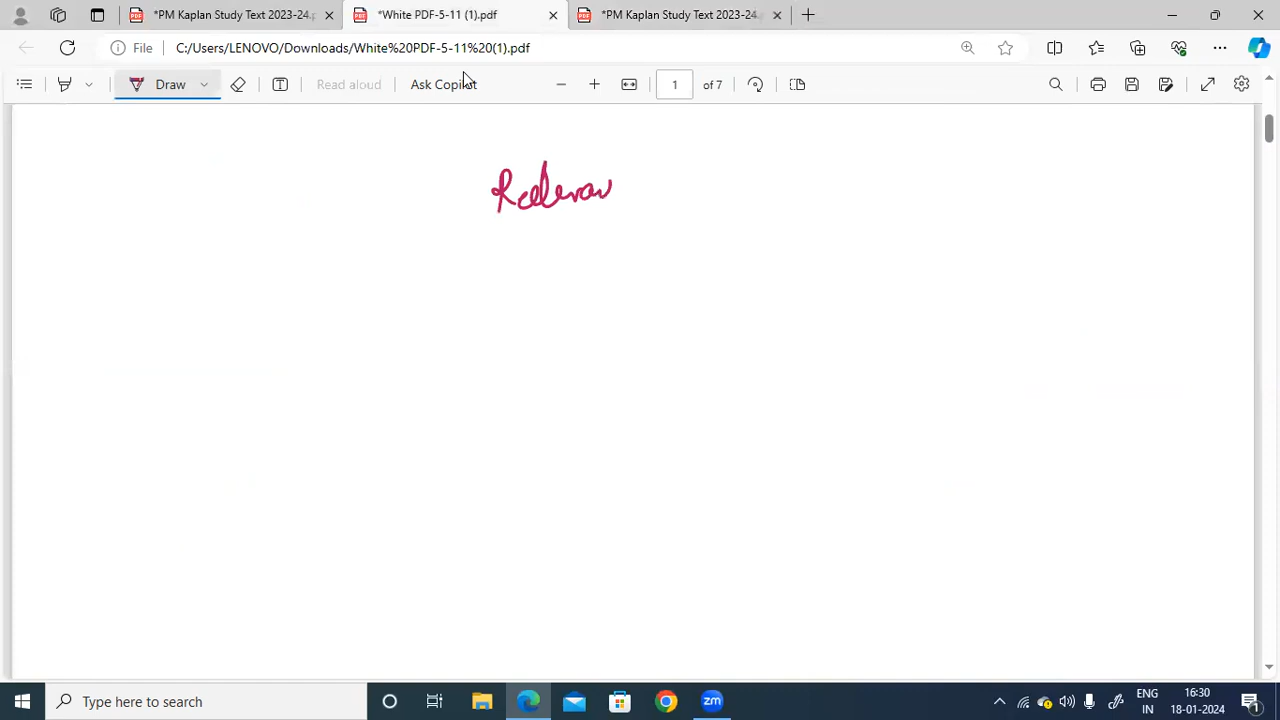 *PM Kaplan Study Text 2023-24.p
*White PDF-5-11 (1).pdf
*PM Kaplan Study Text 2023-24.
File
C:/Users/LENOVO/Downloads/White%20PDF-5-11%20(1).pdf
Draw
Read aloud
Ask Copilot
1
of 7
Relevan
Type here to search
zm
ENG
IN
16:30
18-01-2024
1